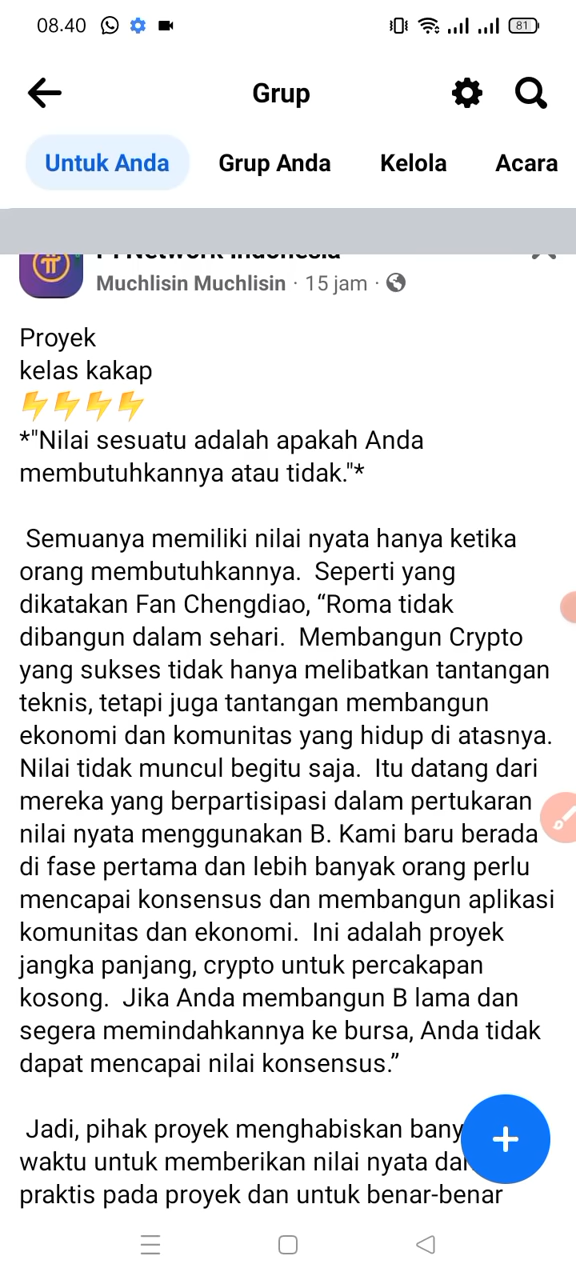 08.40
81
Grup
Untuk Anda
Grup Anda
Kelola
Acara
Pi Network Indonesia
Muchlisin Muchlisin · 15 jam ·
Proyek
kelas kakap
⚡⚡⚡⚡
*"Nilai sesuatu adalah apakah Anda
membutuhkannya atau tidak."*
Semuanya memiliki nilai nyata hanya ketika
orang membutuhkannya.  Seperti yang
dikatakan Fan Chengdiao, “Roma tidak
dibangun dalam sehari.  Membangun Crypto
yang sukses tidak hanya melibatkan tantangan
teknis, tetapi juga tantangan membangun
ekonomi dan komunitas yang hidup di atasnya.
Nilai tidak muncul begitu saja.  Itu datang dari
mereka yang berpartisipasi dalam pertukaran
nilai nyata menggunakan B. Kami baru berada
di fase pertama dan lebih banyak orang perlu
mencapai konsensus dan membangun aplikasi
komunitas dan ekonomi.  Ini adalah proyek
jangka panjang, crypto untuk percakapan
kosong.  Jika Anda membangun B lama dan
segera memindahkannya ke bursa, Anda tidak
dapat mencapai nilai konsensus.”
Jadi, pihak proyek menghabiskan bany
waktu untuk memberikan nilai nyata dan
praktis pada proyek dan untuk benar-benar